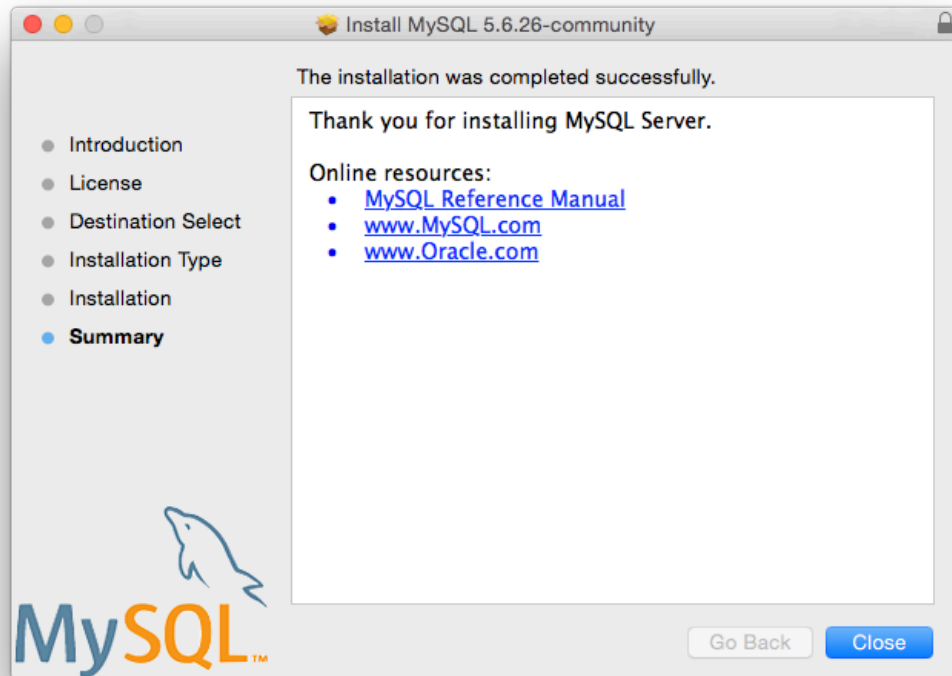 Install MySQL 5.6.26-community
The installation was completed successfully.
Introduction
License
Destination Select
Installation Type
Installation
Summary
Thank you for installing MySQL Server.
Online resources:
• MySQL Reference Manual
• www.MySQL.com
• www.Oracle.com
MySQL™
Go Back
Close